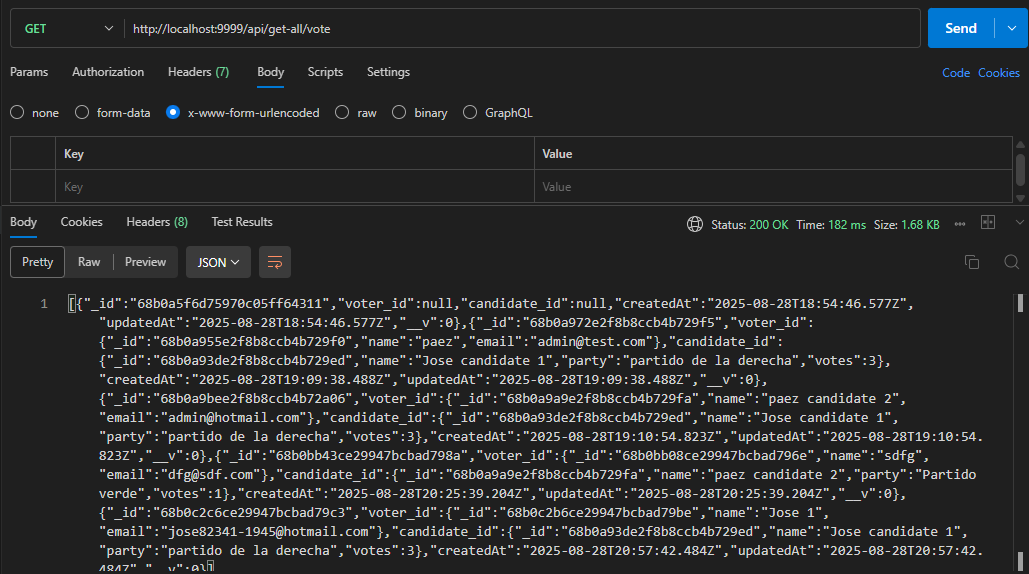 GET http://localhost:9999/api/get-all/vote Send
Params Authorization Headers (7) Body Scripts Settings Code Cookies
none form-data x-www-form-urlencoded raw binary GraphQL
Key Value
Key Value
Body Cookies Headers (8) Test Results Status: 200 OK Time: 182 ms Size: 1.68 KB
Pretty Raw Preview JSON
1 [{"_id":"68b0a5f6d75970c05ff64311","voter_id":null,"candidate_id":null,"createdAt":"2025-08-28T18:54:46.577Z",
"updatedAt":"2025-08-28T18:54:46.577Z","__v":0},{"_id":"68b0a972e2f8b8ccb4b729f5","voter_id":
{"_id":"68b0a955e2f8b8ccb4b729f0","name":"paez","email":"admin@test.com"},"candidate_id":
{"_id":"68b0a93de2f8b8ccb4b729ed","name":"Jose candidate 1","party":"partido de la derecha","votes":3},
"createdAt":"2025-08-28T19:09:38.488Z","updatedAt":"2025-08-28T19:09:38.488Z","__v":0},
{"_id":"68b0a9bee2f8b8ccb4b72a06","voter_id":{"_id":"68b0a9a9e2f8b8ccb4b729fa","name":"paez candidate 2",
"email":"admin@hotmail.com"},"candidate_id":{"_id":"68b0a93de2f8b8ccb4b729ed","name":"Jose candidate 1",
"party":"partido de la derecha","votes":3},"createdAt":"2025-08-28T19:10:54.823Z","updatedAt":"2025-08-28T19:10:54.
823Z","__v":0},{"_id":"68b0bb43ce29947bcbad798a","voter_id":{"_id":"68b0bb08ce29947bcbad796e","name":"sdfg",
"email":"dfg@sdf.com"},"candidate_id":{"_id":"68b0a9a9e2f8b8ccb4b729fa","name":"paez candidate 2","party":"Partido
verde","votes":1},"createdAt":"2025-08-28T20:25:39.204Z","updatedAt":"2025-08-28T20:25:39.204Z","__v":0},
{"_id":"68b0c2c6ce29947bcbad79c3","voter_id":{"_id":"68b0c2b6ce29947bcbad79be","name":"Jose 1",
"email":"jose82341-1945@hotmail.com"},"candidate_id":{"_id":"68b0a93de2f8b8ccb4b729ed","name":"Jose candidate 1",
"party":"partido de la derecha","votes":3},"createdAt":"2025-08-28T20:57:42.484Z","updatedAt":"2025-08-28T20:57:42.
484Z","__v":0}]